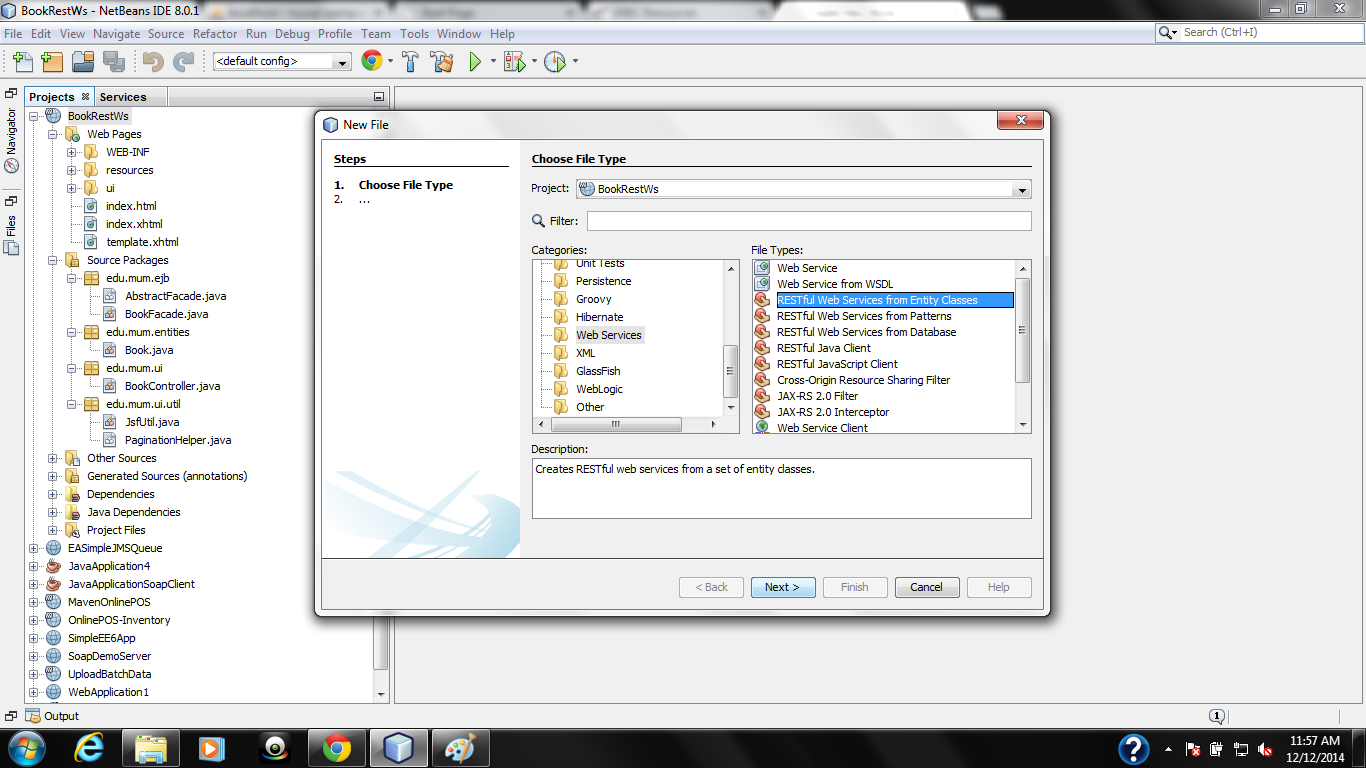 BookRestWs - NetBeans IDE 8.0.1
File Edit View Navigate Source Refactor Run Debug Profile Team Tools Window Help
Search (Ctrl+I)
<default config>
Projects Services
Navigator
Files
BookRestWs
Web Pages
WEB-INF
resources
ui
index.html
index.xhtml
template.xhtml
Source Packages
edu.mum.ejb
AbstractFacade.java
BookFacade.java
edu.mum.entities
Book.java
edu.mum.ui
BookController.java
edu.mum.ui.util
JsfUtil.java
PaginationHelper.java
Other Sources
Generated Sources (annotations)
Dependencies
Java Dependencies
Project Files
EASimpleJMSQueue
JavaApplication4
JavaApplicationSoapClient
MavenOnlinePOS
OnlinePOS-Inventory
SimpleEE6App
SoapDemoServer
UploadBatchData
WebApplication1
New File
Steps
1. Choose File Type
2. ...
Choose File Type
Project: BookRestWs
Filter:
Categories:
Unit Tests
Persistence
Groovy
Hibernate
Web Services
XML
GlassFish
WebLogic
Other
File Types:
Web Service
Web Service from WSDL
RESTful Web Services from Entity Classes
RESTful Web Services from Patterns
RESTful Web Services from Database
RESTful Java Client
RESTful JavaScript Client
Cross-Origin Resource Sharing Filter
JAX-RS 2.0 Filter
JAX-RS 2.0 Interceptor
Web Service Client
Description:
Creates RESTful web services from a set of entity classes.
< Back Next > Finish Cancel Help
Output
1
11:57 AM
12/12/2014